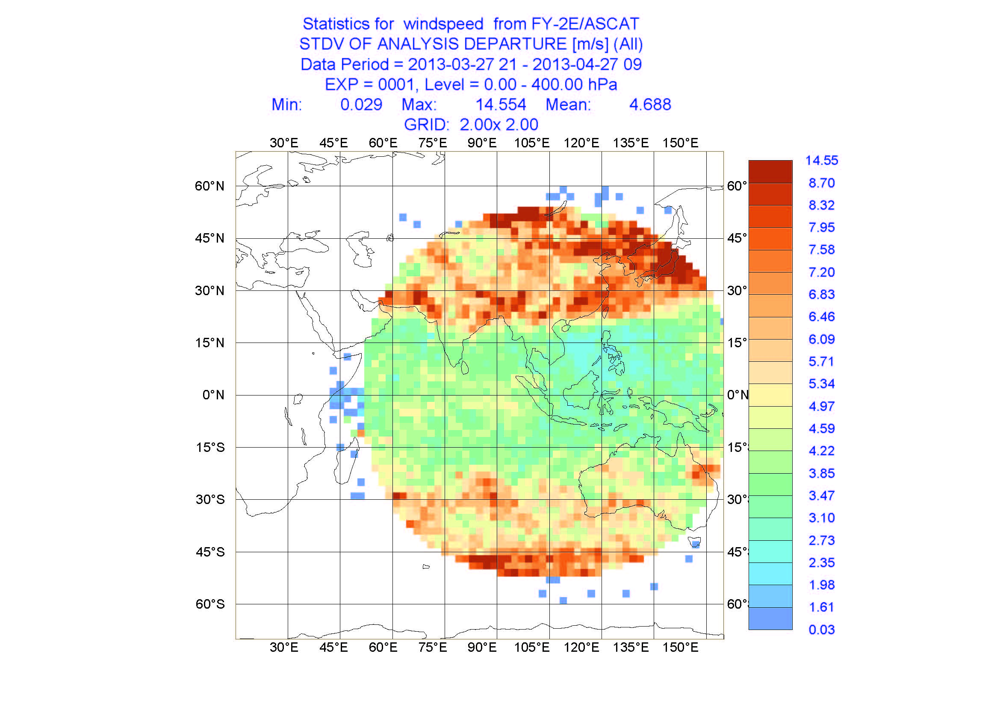 Statistics for windspeed from FY-2E/ASCAT
STDV OF ANALYSIS DEPARTURE [m/s] (All)
Data Period = 2013-03-27 21 - 2013-04-27 09
EXP = 0001, Level = 0.00 - 400.00 hPa
Min: 0.029 Max: 14.554 Mean: 4.688
GRID: 2.00x 2.00
30°E 45°E 60°E 75°E 90°E 105°E 120°E 135°E 150°E
14.55
8.70
60°N 60°
8.32
7.95
45°N 45°
7.58
7.20
30°N 30°
6.83
6.46
15°N 15°
6.09
5.71
5.34
0°N 0°N
4.97
4.59
15°S 15°S
4.22
3.85
3.47
30°S 30°S
3.10
2.73
45°S 45°S
2.35
1.98
60°S 60°S
1.61
0.03
30°E 45°E 60°E 75°E 90°E 105°E 120°E 135°E 150°E